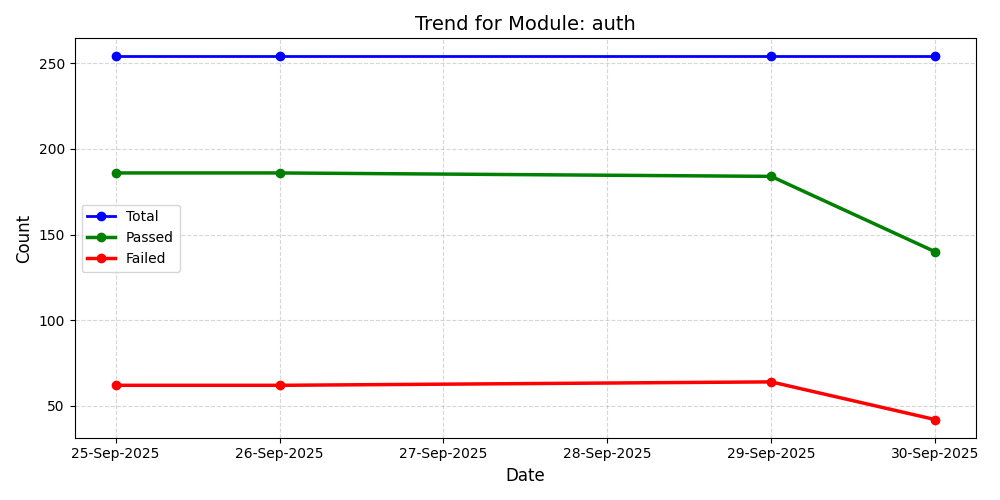 Trend for Module: auth
Count
250
200
150
100
50
Total
Passed
Failed
25-Sep-2025
26-Sep-2025
27-Sep-2025
28-Sep-2025
29-Sep-2025
30-Sep-2025
Date